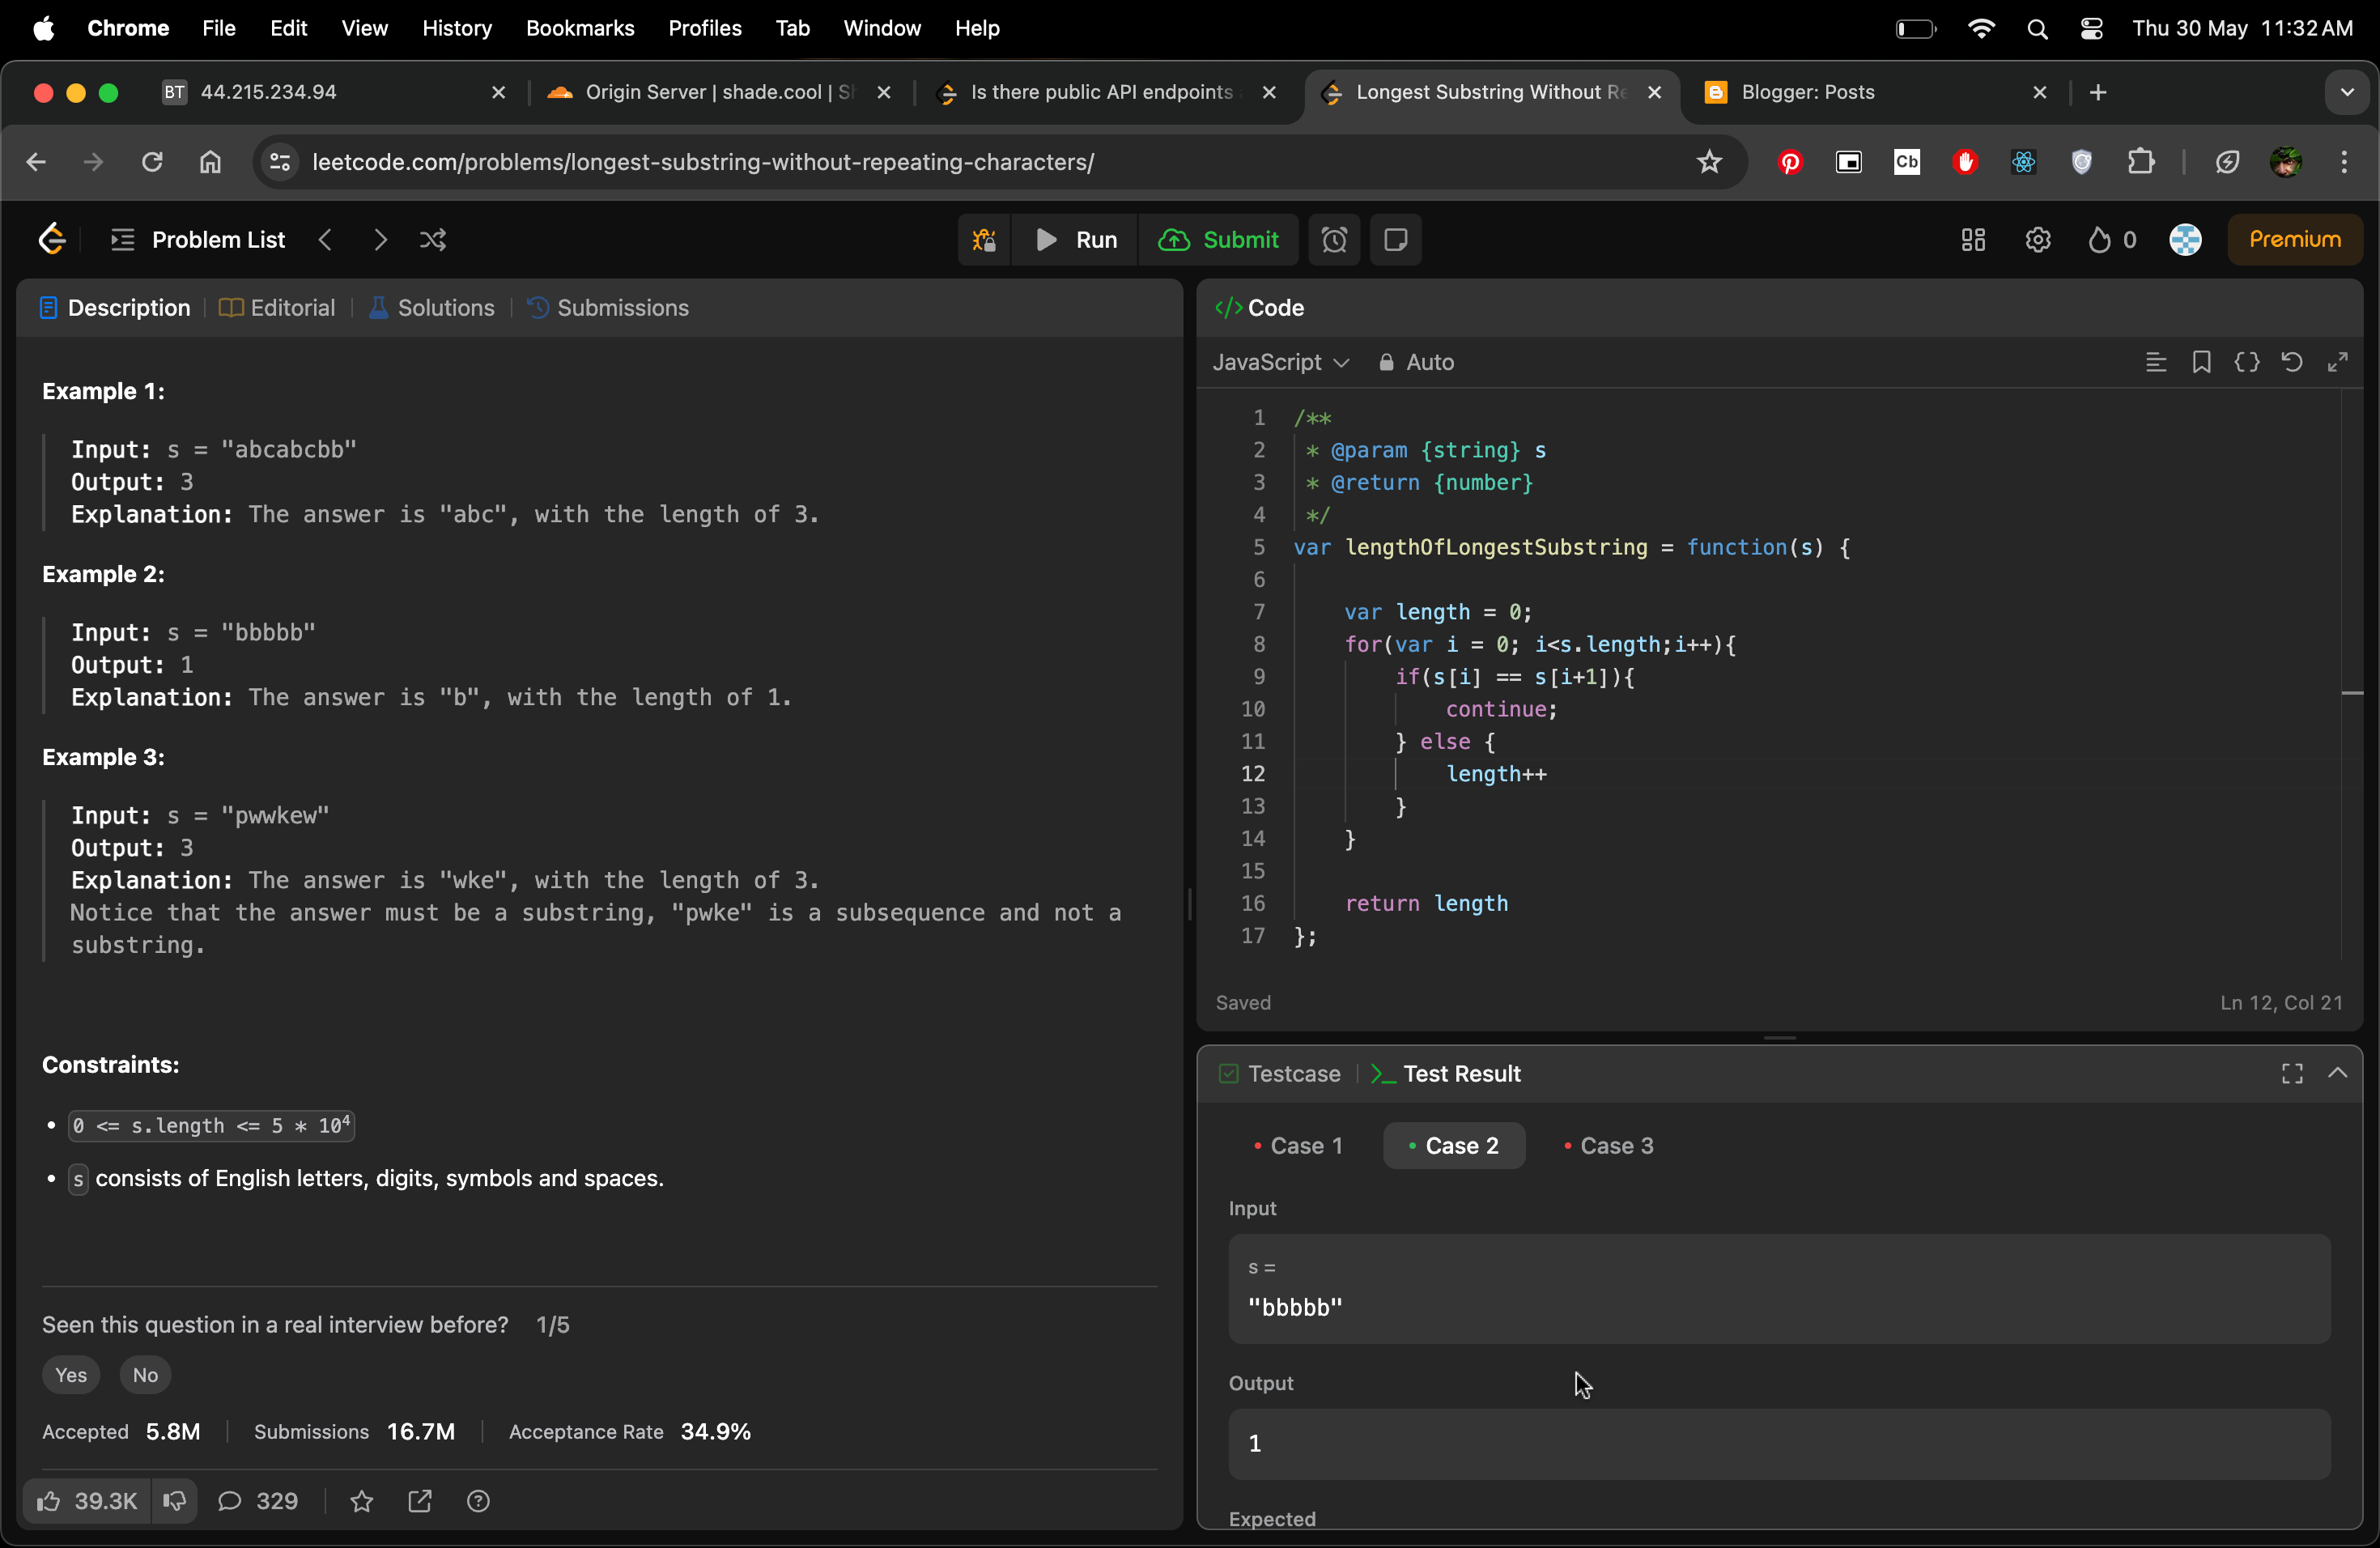 Chrome File Edit View History Bookmarks Profiles Tab Window Help Thu 30 May 11:32 AM
BT 44.215.234.94
Origin Server | shade.cool | S
Is there public API endpoints
Longest Substring Without Re
Blogger: Posts
leetcode.com/problems/longest-substring-without-repeating-characters/
Cb
Problem List Run Submit 0 Premium
Description Editorial Solutions Submissions
Example 1:
Input: s = "abcabcbb"
Output: 3
Explanation: The answer is "abc", with the length of 3.
Example 2:
Input: s = "bbbbb"
Output: 1
Explanation: The answer is "b", with the length of 1.
Example 3:
Input: s = "pwwkew"
Output: 3
Explanation: The answer is "wke", with the length of 3.
Notice that the answer must be a substring, "pwke" is a subsequence and not a
substring.
Constraints:
• 0 <= s.length <= 5 * 10⁴
• s consists of English letters, digits, symbols and spaces.
Seen this question in a real interview before? 1/5
Yes No
Accepted 5.8M Submissions 16.7M Acceptance Rate 34.9%
39.3K 329
</> Code
JavaScript Auto
1 /**
2 * @param {string} s
3 * @return {number}
4 */
5 var lengthOfLongestSubstring = function(s) {
6
7 var length = 0;
8 for(var i = 0; i<s.length;i++){
9 if(s[i] == s[i+1]){
10 continue;
11 } else {
12 length++
13 }
14 }
15
16 return length
17 };
Saved Ln 12, Col 21
Testcase >_ Test Result
• Case 1 • Case 2 • Case 3
Input
s =
"bbbbb"
Output
1
Expected